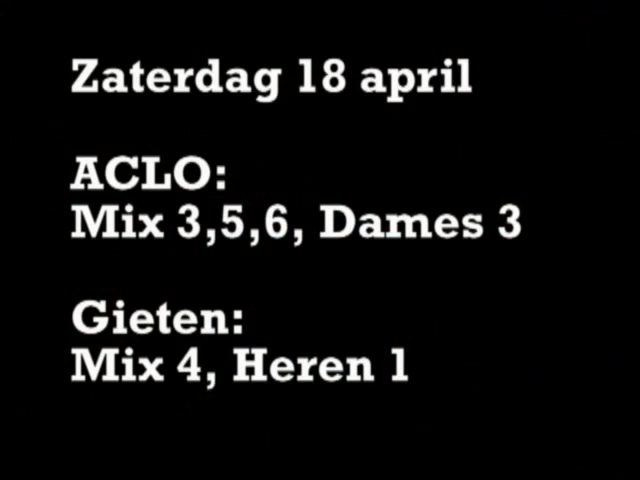 Zaterdag 18 april
ACLO:
Mix 3,5,6, Dames 3
Gieten:
Mix 4, Heren 1